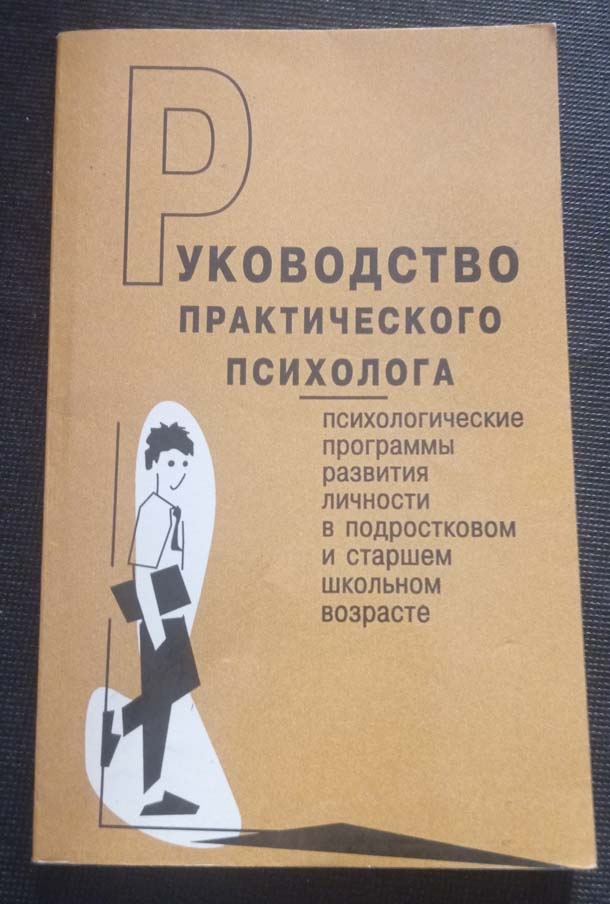 Руководство
практического
психолога
психологические
программы
развития
личности
в подростковом
и старшем
школьном
возрасте